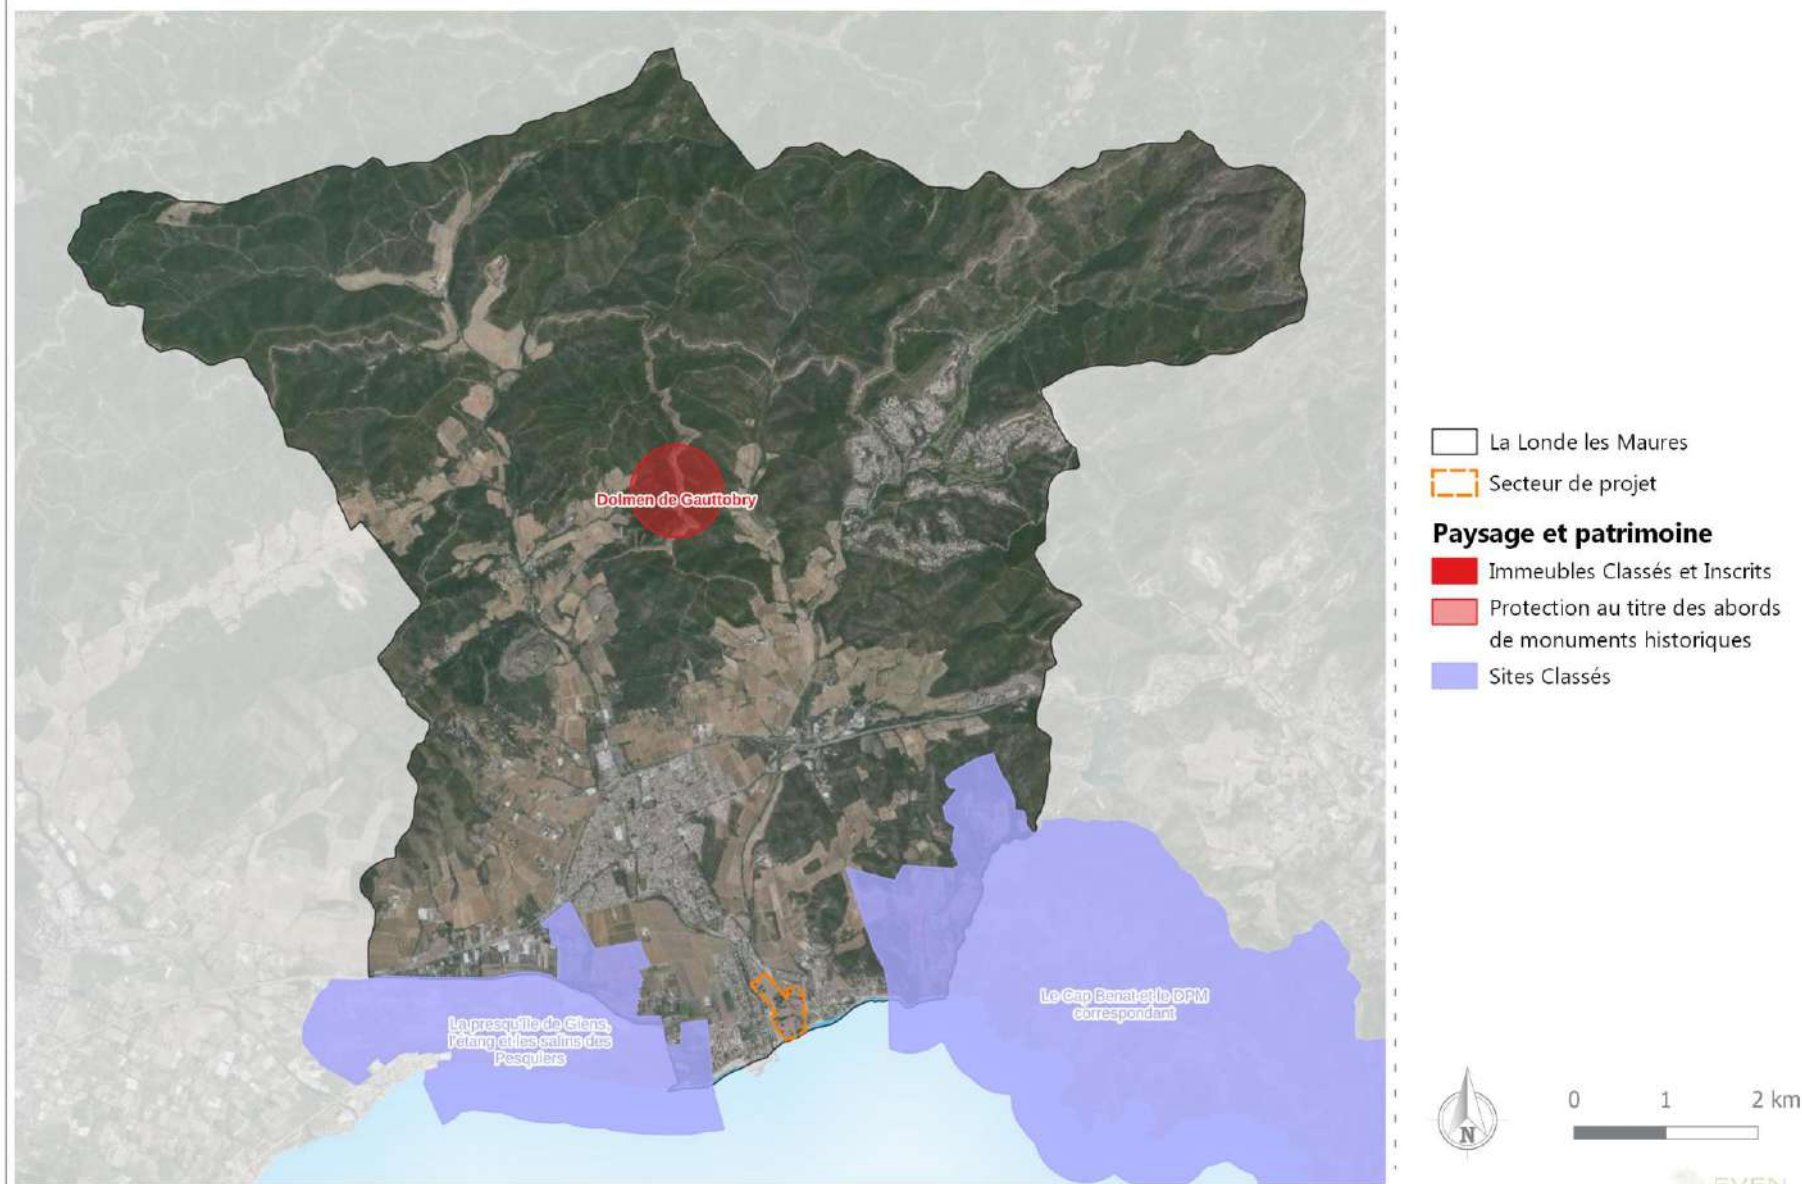 Dolmen de Gauttobry
La presqu'île de Giens,
l'étang et les salins des
Pesquiers
Le Cap Benat et le DPM
correspondant
La Londe les Maures
Secteur de projet
Paysage et patrimoine
Immeubles Classés et Inscrits
Protection au titre des abords
de monuments historiques
Sites Classés
N
0 1 2 km
EVEN